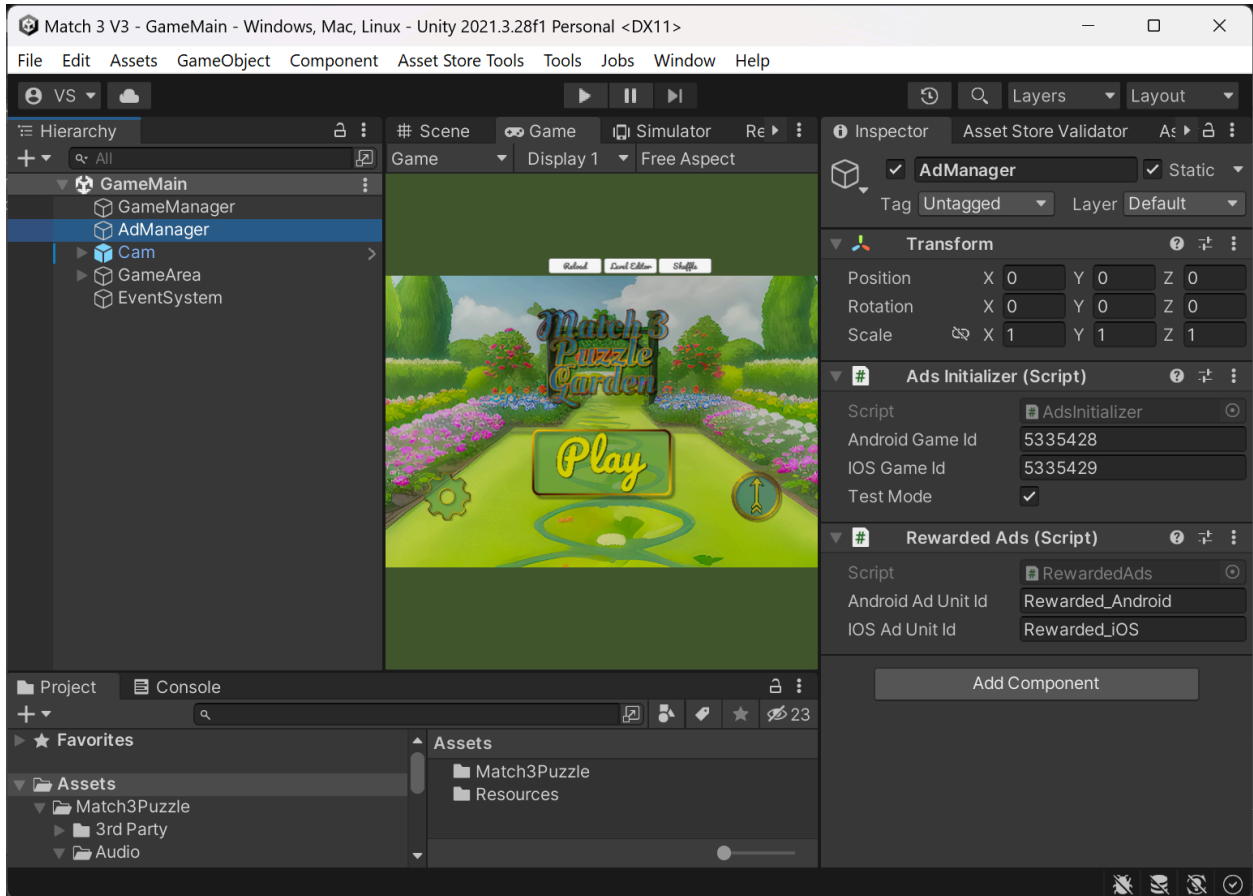 Match 3 V3 - GameMain - Windows, Mac, Linux - Unity 2021.3.28f1 Personal <DX11>
File Edit Assets GameObject Component Asset Store Tools Tools Jobs Window Help
VS Layers Layout
Hierarchy
All
GameMain
GameManager
AdManager
Cam
GameArea
EventSystem
Scene Game Simulator Re
Game Display 1 Free Aspect
Reload Level Editor Shuffle
Match 3
Puzzle
Garden
Play
Inspector Asset Store Validator As
AdManager Static
Tag Untagged Layer Default
Transform
Position X 0 Y 0 Z 0
Rotation X 0 Y 0 Z 0
Scale X 1 Y 1 Z 1
# Ads Initializer (Script)
Script # AdsInitializer
Android Game Id 5335428
IOS Game Id 5335429
Test Mode
# Rewarded Ads (Script)
Script # RewardedAds
Android Ad Unit Id Rewarded_Android
IOS Ad Unit Id Rewarded_iOS
Add Component
Project Console
23
Favorites
Assets
Match3Puzzle
3rd Party
Audio
Assets
Match3Puzzle
Resources